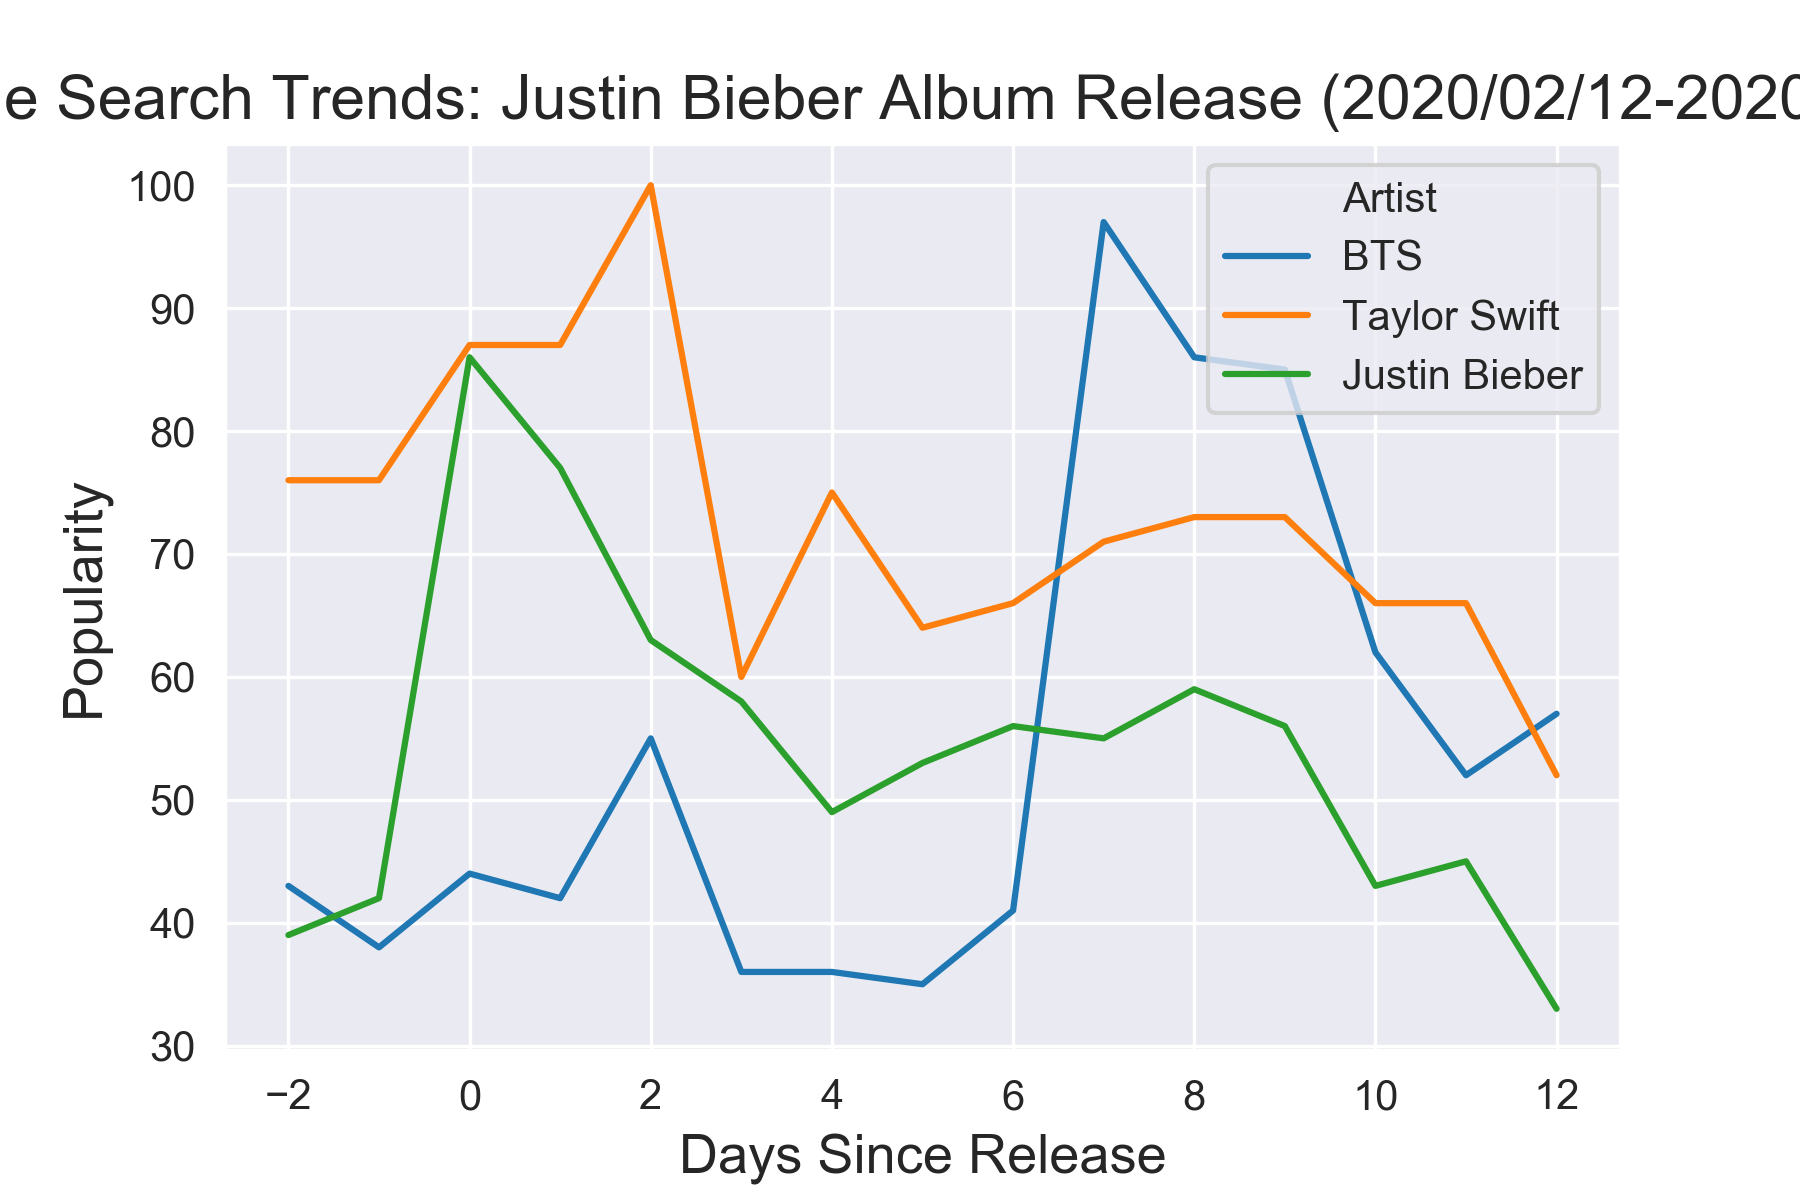 e Search Trends: Justin Bieber Album Release (2020/02/12-2020
Artist
BTS
Taylor Swift
Justin Bieber
100
90
80
70
60
50
40
30
Popularity
−2 0 2 4 6 8 10 12
Days Since Release